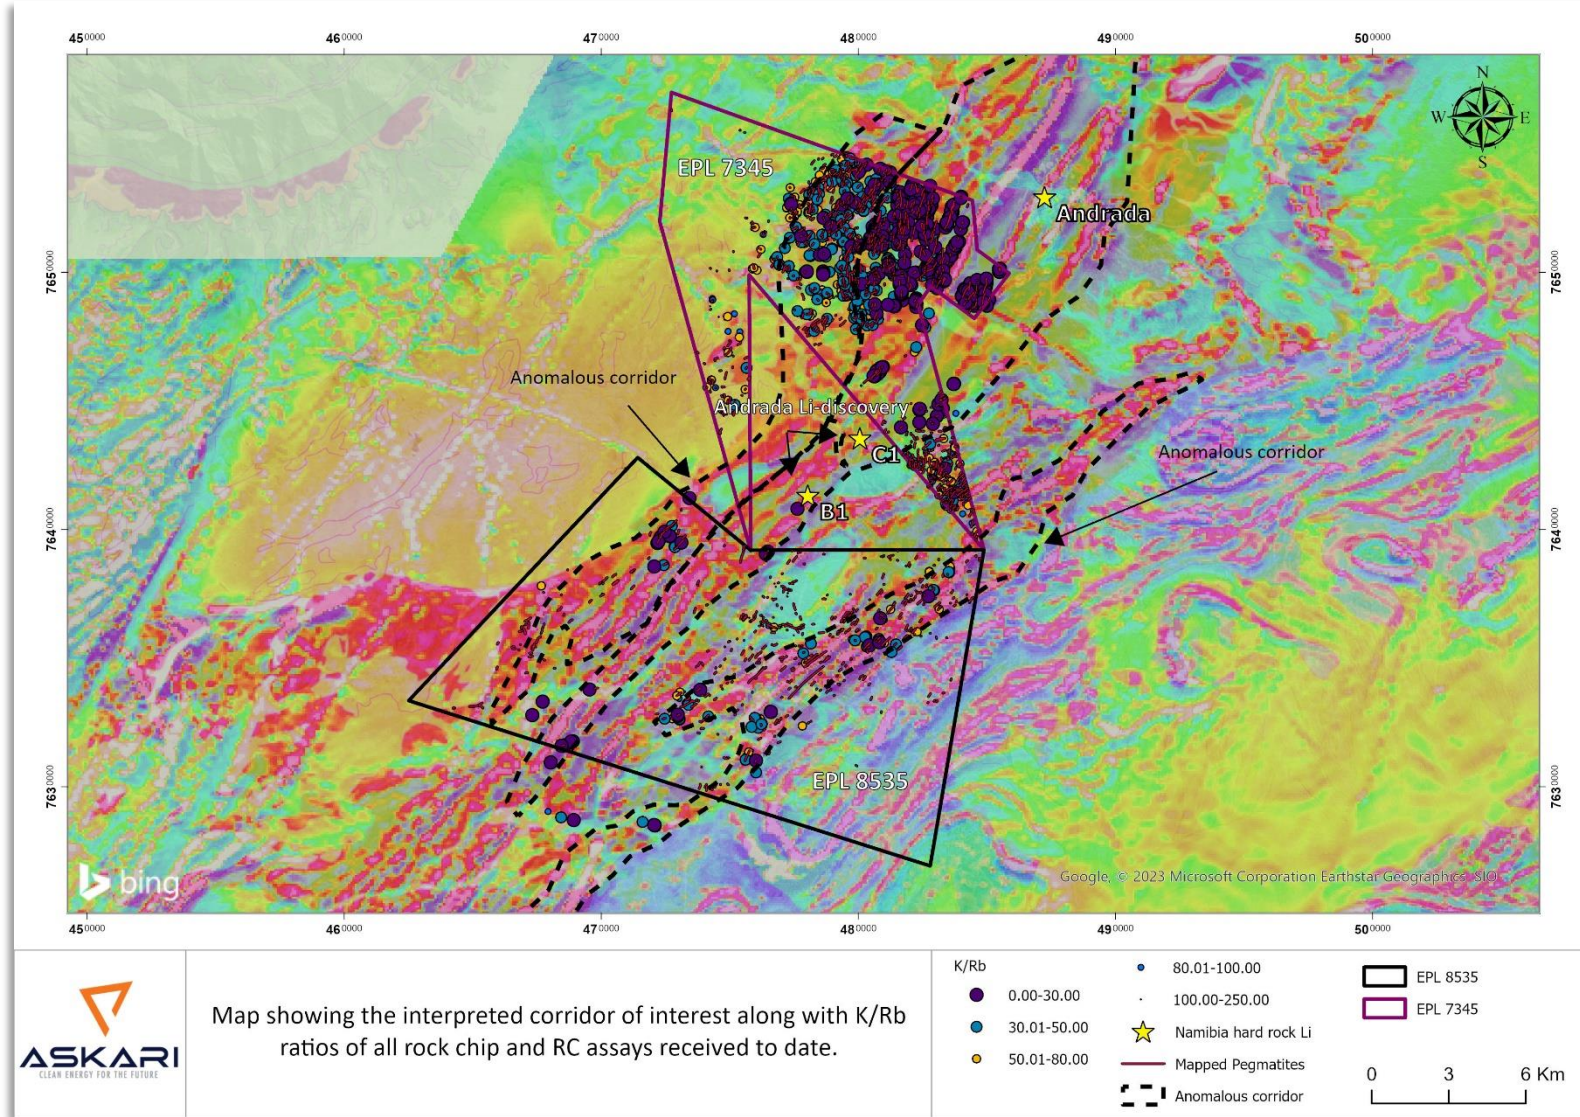 450000 460000 470000 480000 490000 500000
N
W E
S
EPL 7345
Andrada
7650000 7650000
Anomalous corridor
Andrada Li-discovery
C1
Anomalous corridor
B1
7640000 7640000
EPL 8535
7630000 7630000
bing
Google, © 2023 Microsoft Corporation Earthstar Geographics SIO
450000 460000 470000 480000 490000 500000
ASKARI
CLEAN ENERGY FOR THE FUTURE
Map showing the interpreted corridor of interest along with K/Rb
ratios of all rock chip and RC assays received to date.
K/Rb
0.00-30.00
30.01-50.00
50.01-80.00
80.01-100.00
100.00-250.00
Namibia hard rock Li
Mapped Pegmatites
Anomalous corridor
EPL 8535
EPL 7345
0 3 6 Km